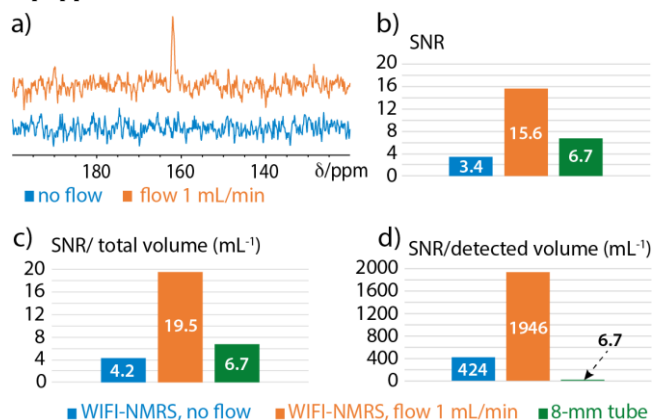 a)
180
160
140
δ/ppm
no flow
flow 1 mL/min
b)
SNR
20
16
12
8
4
0
3.4
15.6
6.7
c)
SNR/ total volume (mL⁻¹)
20
16
12
8
4
0
4.2
19.5
6.7
d)
SNR/detected volume (mL⁻¹)
2000
1600
1200
800
400
0
424
1946
6.7
WIFI-NMRS, no flow
WIFI-NMRS, flow 1 mL/min
8-mm tube